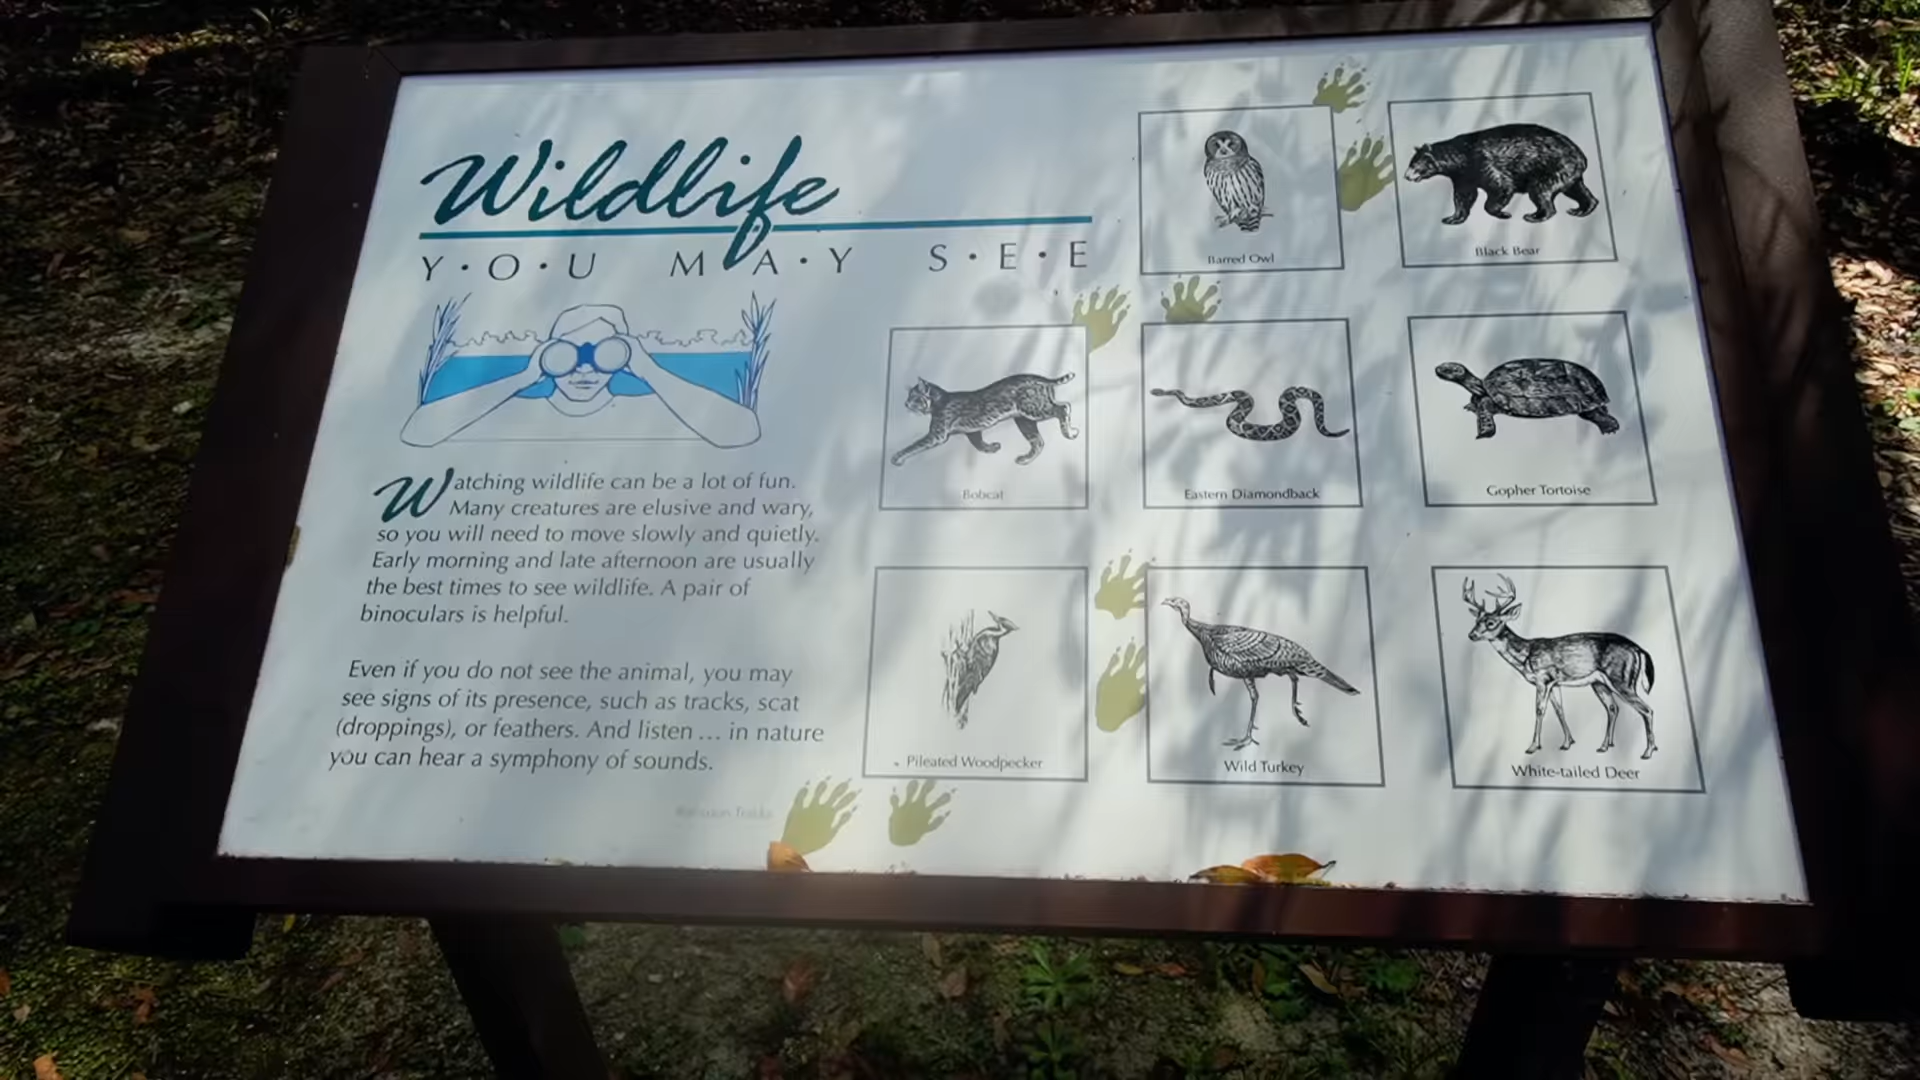 Wildlife
Y·O·U M·A·Y S·E·E
Watching wildlife can be a lot of fun.
Many creatures are elusive and wary,
so you will need to move slowly and quietly.
Early morning and late afternoon are usually
the best times to see wildlife. A pair of
binoculars is helpful.
Even if you do not see the animal, you may
see signs of its presence, such as tracks, scat
(droppings), or feathers. And listen ... in nature
you can hear a symphony of sounds.
Raccoon Tracks
Barred Owl
Black Bear
Bobcat
Eastern Diamondback
Gopher Tortoise
Pileated Woodpecker
Wild Turkey
White-tailed Deer